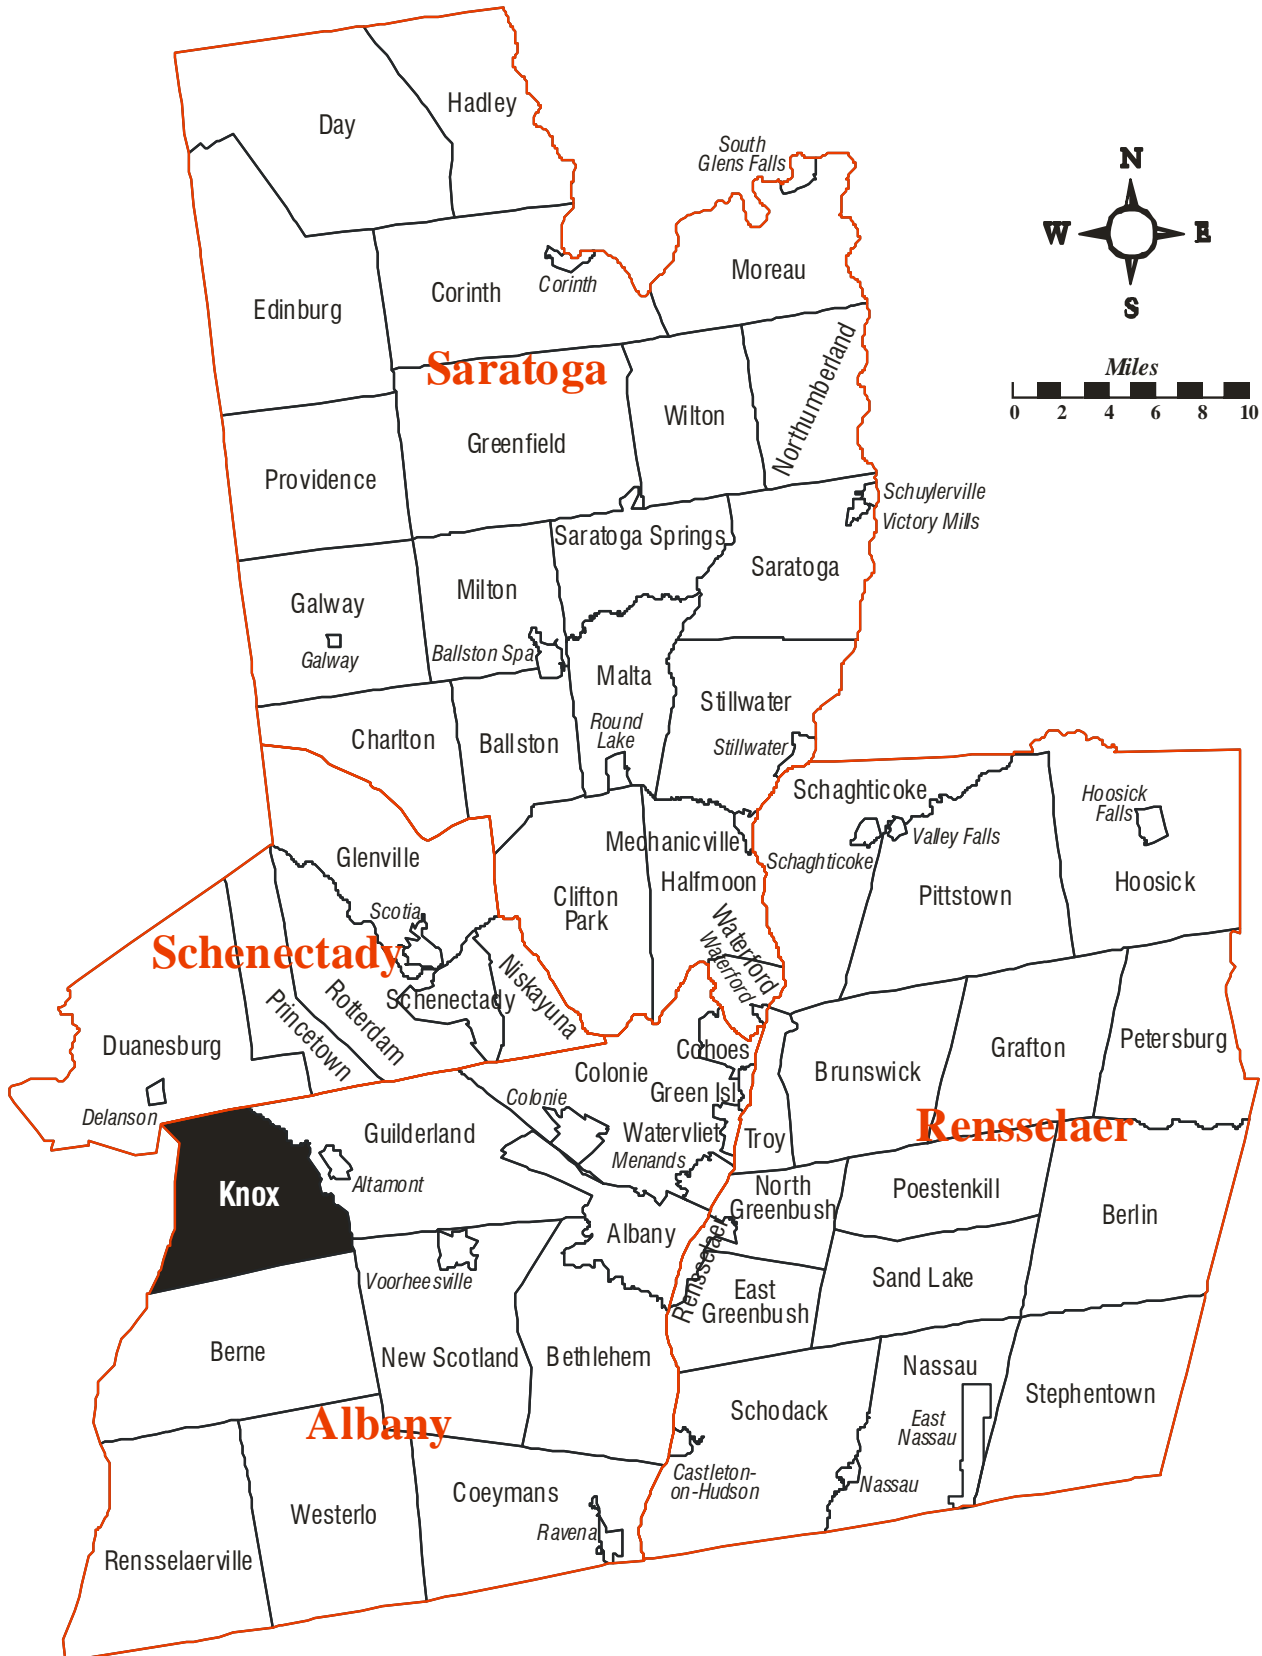 Hadley
Day
South
Glens Falls
N
W
E
S
Moreau
Corinth
Corinth
Edinburg
Miles
0 2 4 6 8 10
Saratoga
Northumberland
Wilton
Greenfield
Providence
Schuylerville
Victory Mills
Saratoga Springs
Saratoga
Milton
Galway
Galway
Ballston Spa
Malta
Stillwater
Round
Lake
Stillwater
Charlton
Ballston
Schaghticoke
Hoosick
Falls
Valley Falls
Schaghticoke
Mechanicville
Halfmoon
Glenville
Clifton
Park
Pittstown
Hoosick
Scotia
Waterford
Waterford
Schenectady
Niskayuna
Schenectady
Rotterdam
Princetown
Duanesburg
Delanson
Cohoes
Colonie
Green Isl.
Colonie
Watervliet
Menands
Troy
Brunswick
Grafton
Petersburg
Rensselaer
Guilderland
Altamont
Knox
North
Greenbush
Poestenkill
Berlin
Albany
Rensselaer
Voorheesville
Sand Lake
East
Greenbush
Berne
New Scotland
Bethlehem
Nassau
Stephentown
Schodack
East
Nassau
Albany
Castleton-
on-Hudson
Nassau
Coeymans
Westerlo
Ravena
Rensselaerville